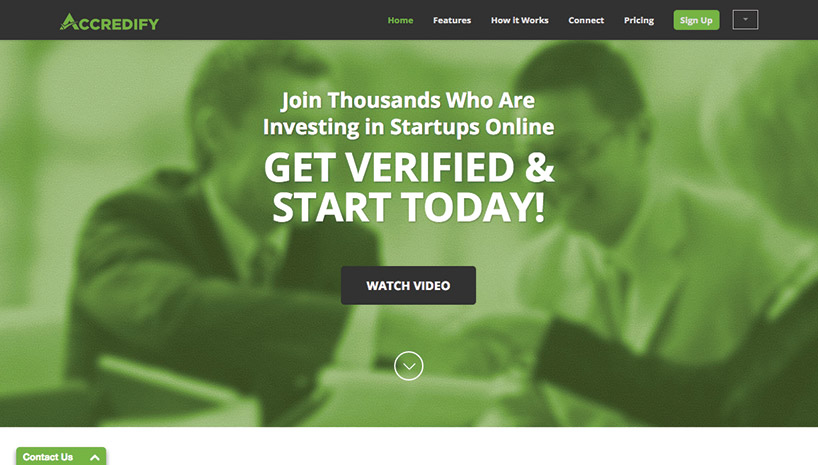 ACCREDIFY
Home Features How it Works Connect Pricing Sign Up
Join Thousands Who Are
Investing in Startups Online
GET VERIFIED &
START TODAY!
WATCH VIDEO
Contact Us